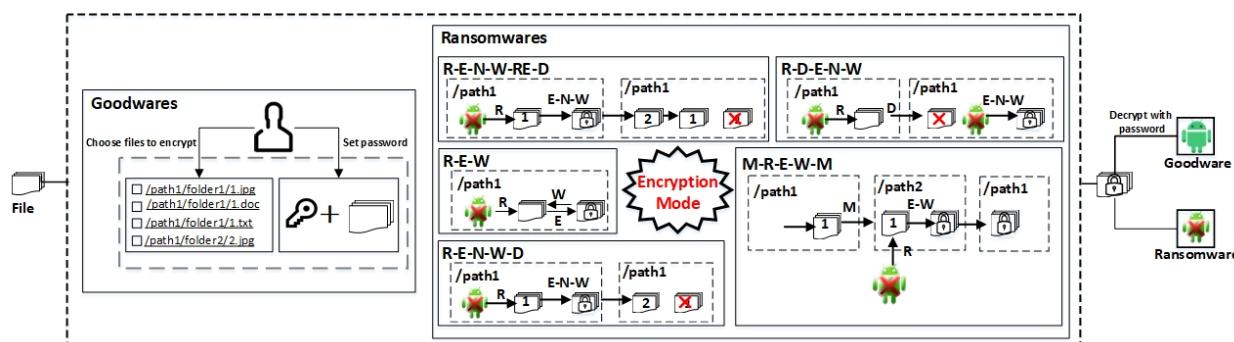 File
Goodwares
Choose files to encrypt
Set password
/path1/folder1/1.jpg
/path1/folder1/1.doc
/path1/folder1/1.txt
/path1/folder2/2.jpg
+
Ransomwares
R-E-N-W-RE-D
/path1
R
1
E-N-W
/path1
2
1
R-D-E-N-W
/path1
R
D
/path1
E-N-W
R-E-W
/path1
R
W
E
Encryption
Mode
M-R-E-W-M
/path1
1
M
/path2
1
E-W
R
/path1
R-E-N-W-D
/path1
R
1
E-N-W
/path1
2
1
Decrypt with
password
Goodware
Ransomware